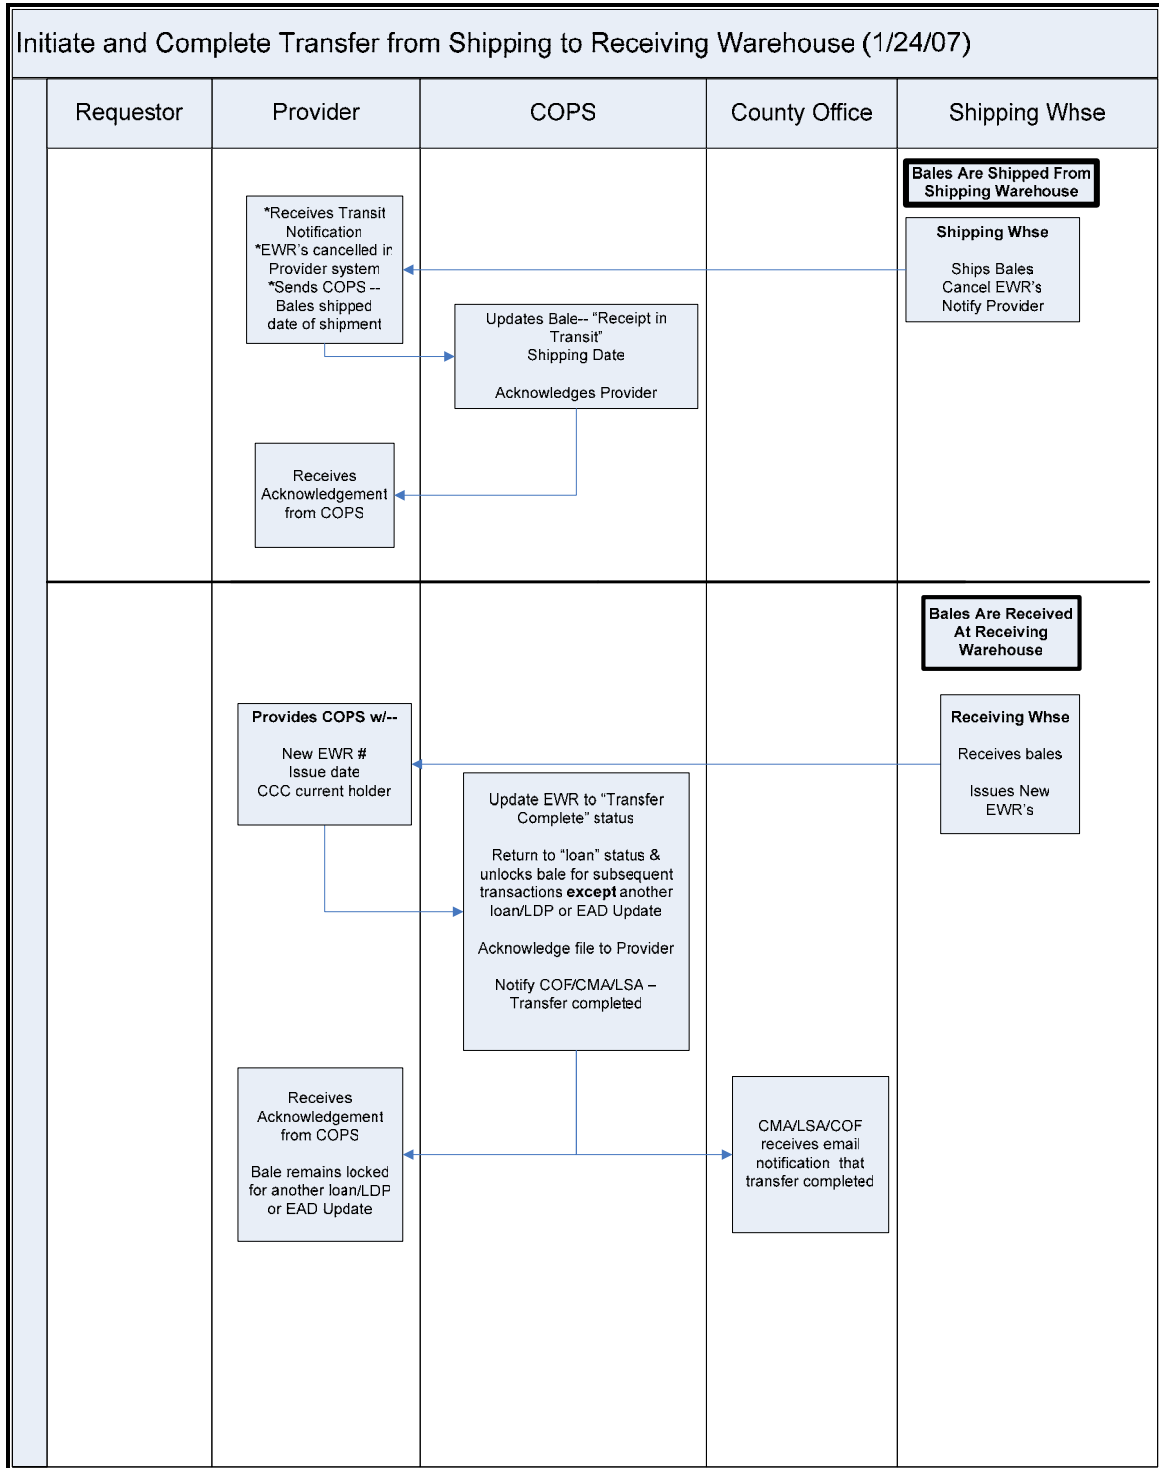 Initiate and Complete Transfer from Shipping to Receiving Warehouse (1/24/07)
Requestor
Provider
COPS
County Office
Shipping Whse
Bales Are Shipped From
Shipping Warehouse
Shipping Whse
Ships Bales
Cancel EWR's
Notify Provider
*Receives Transit
Notification
*EWR's cancelled in
Provider system
*Sends COPS --
Bales shipped
date of shipment
Updates Bale-- “Receipt in
Transit”
Shipping Date
Acknowledges Provider
Receives
Acknowledgement
from COPS
Bales Are Received
At Receiving
Warehouse
Receiving Whse
Receives bales
Issues New
EWR's
Provides COPS w/--
New EWR #
Issue date
CCC current holder
Update EWR to “Transfer
Complete” status
Return to “loan” status &
unlocks bale for subsequent
transactions except another
loan/LDP or EAD Update
Acknowledge file to Provider
Notify COF/CMA/LSA –
Transfer completed
Receives
Acknowledgement
from COPS
Bale remains locked
for another loan/LDP
or EAD Update
CMA/LSA/COF
receives email
notification that
transfer completed